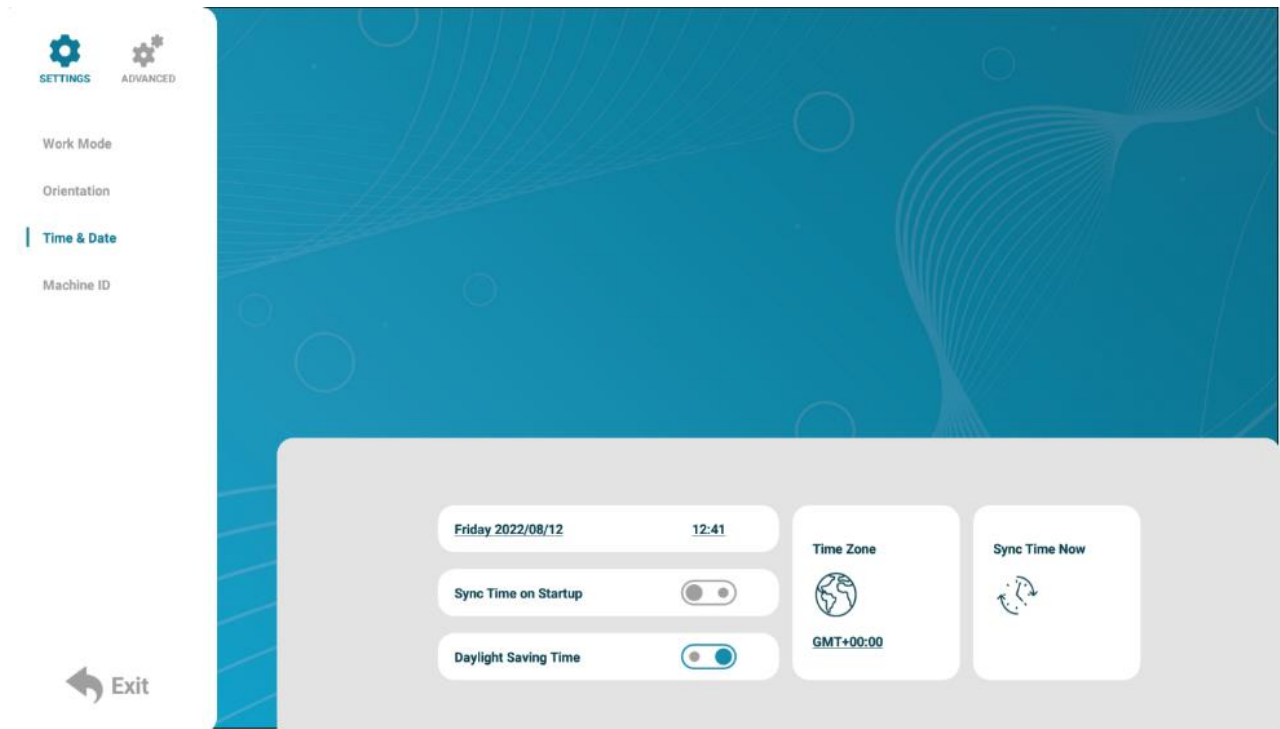 SETTINGS ADVANCED
Work Mode
Orientation
Time & Date
Machine ID
Exit
Friday 2022/08/12 12:41
Sync Time on Startup
Daylight Saving Time
Time Zone
GMT+00:00
Sync Time Now